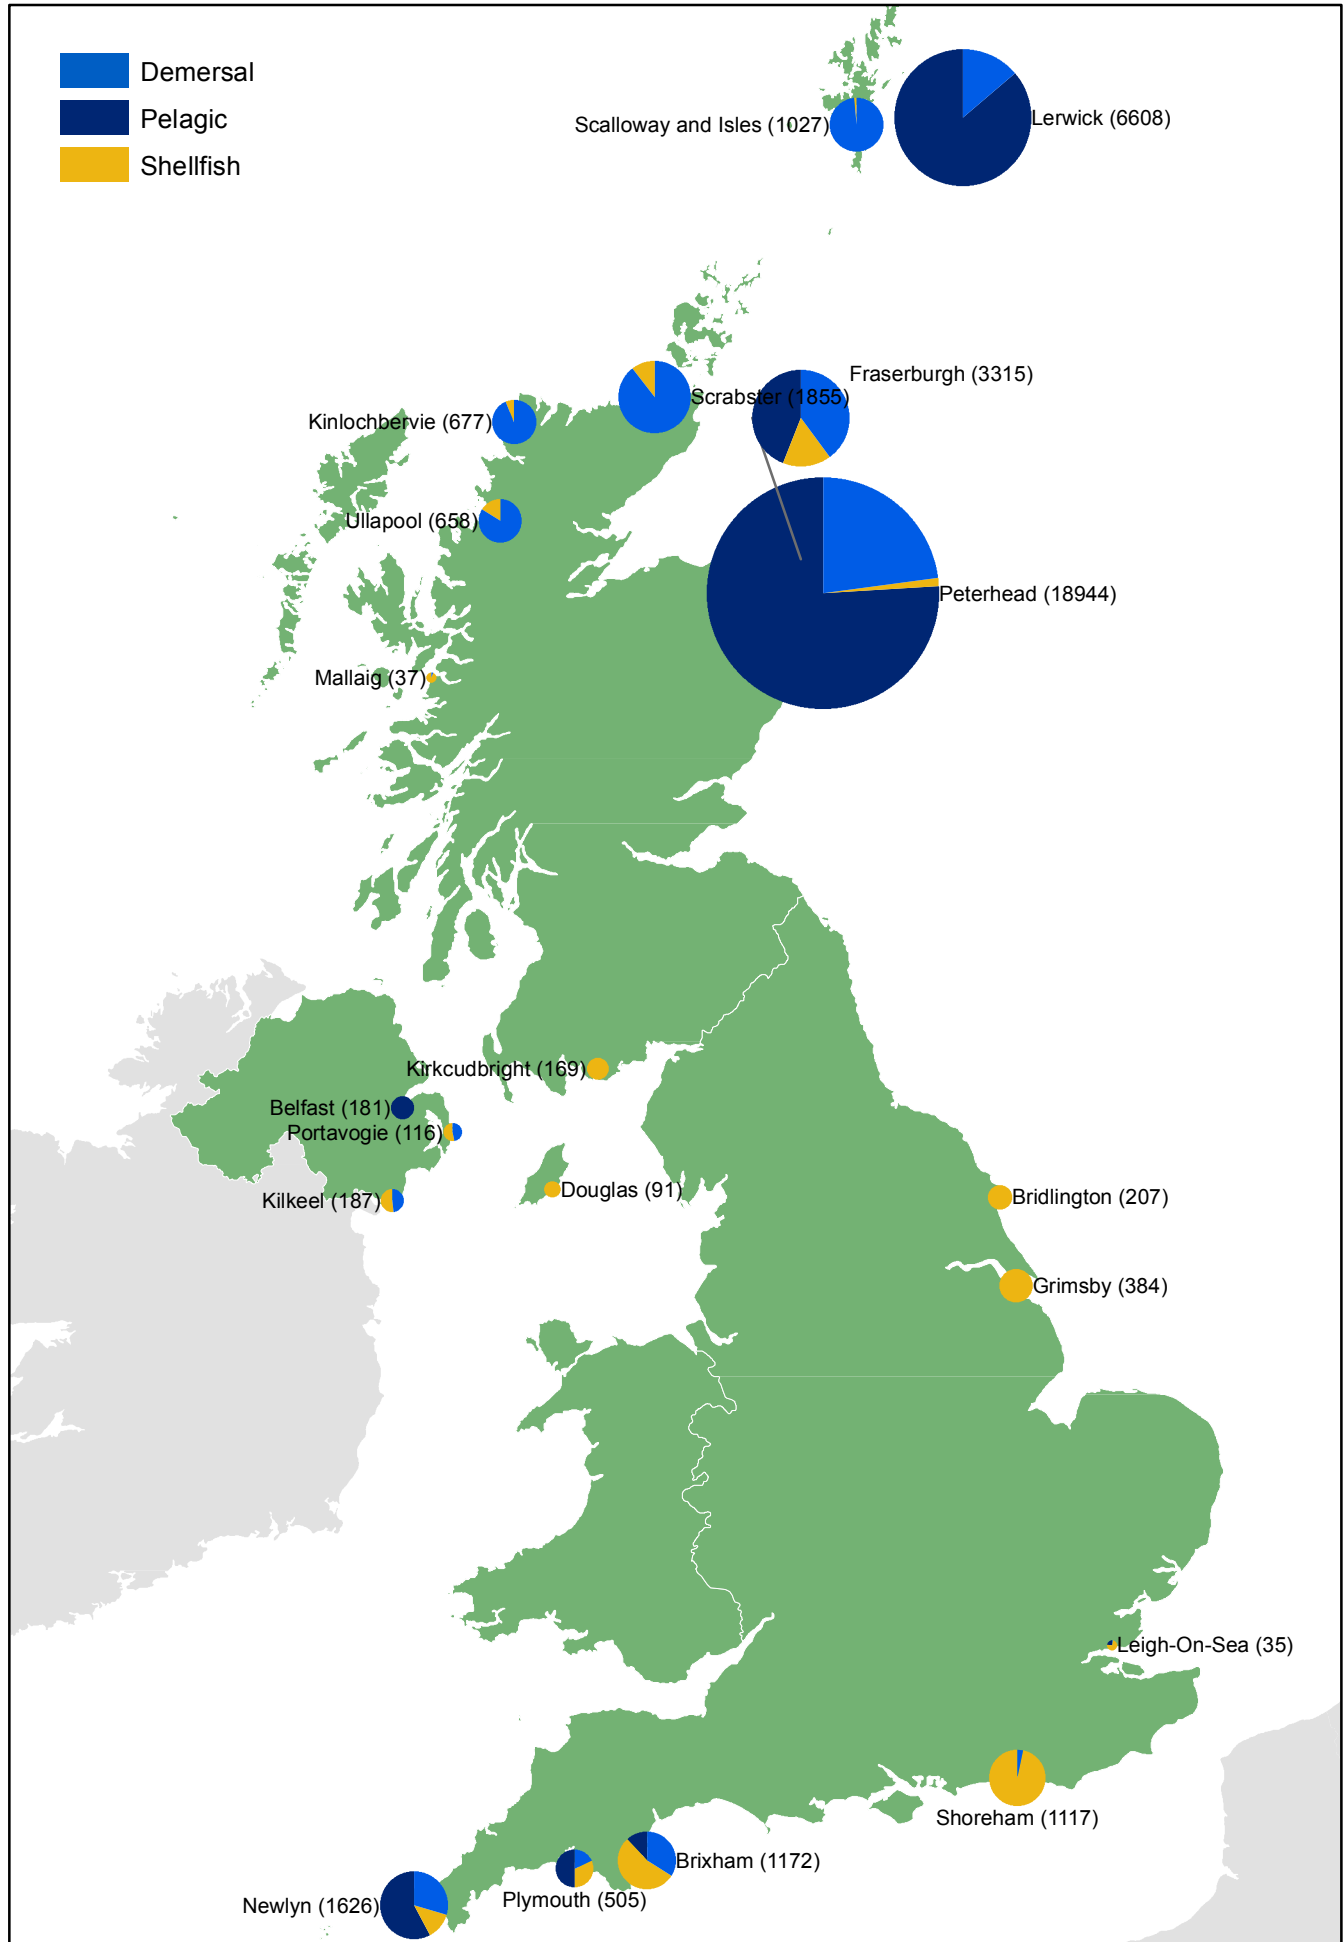 Demersal
Pelagic
Shellfish
Scalloway and Isles (1027)
Lerwick (6608)
Fraserburgh (3315)
Scrabster (1855)
Kinlochbervie (677)
Ullapool (658)
Peterhead (18944)
Mallaig (37)
Kirkcudbright (169)
Belfast (181)
Portavogie (116)
Kilkeel (187)
Douglas (91)
Bridlington (207)
Grimsby (384)
Leigh-On-Sea (35)
Shoreham (1117)
Brixham (1172)
Plymouth (505)
Newlyn (1626)